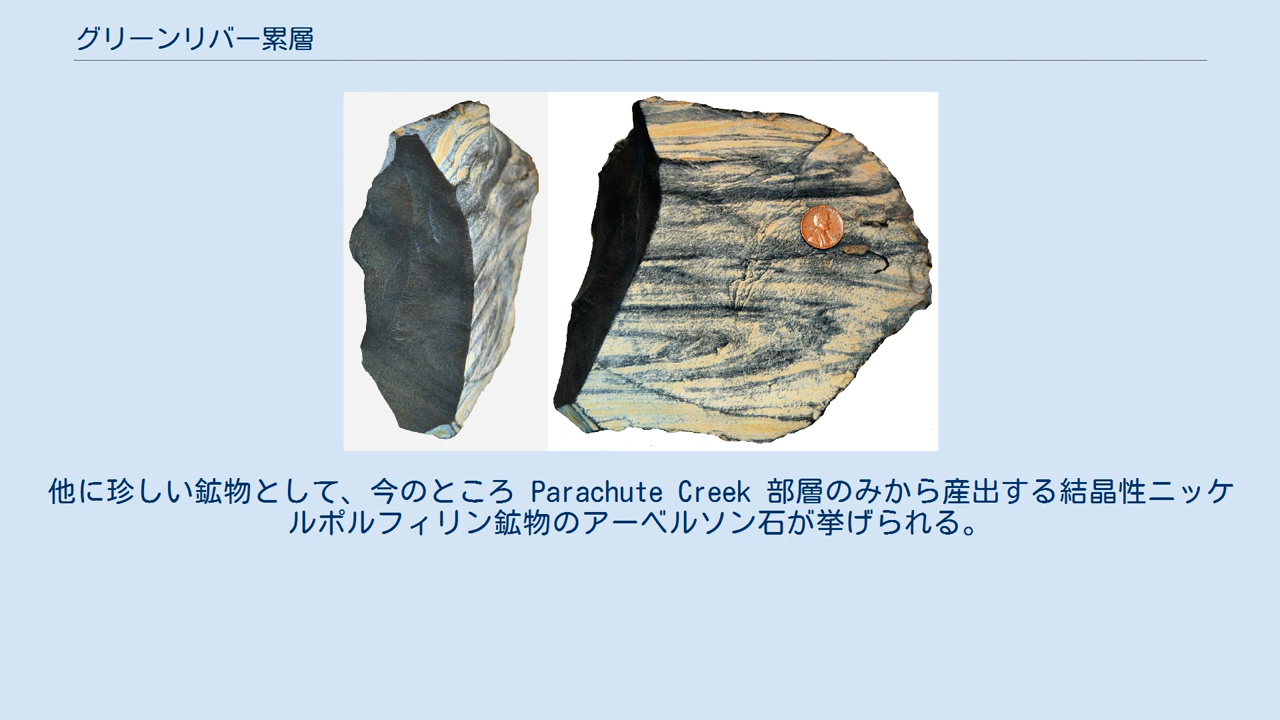 グリーンリバー累層
他に珍しい鉱物として、今のところ Parachute Creek 部層のみから産出する結晶性ニッケ
ルポルフィリン鉱物のアーベルソン石が挙げられる。